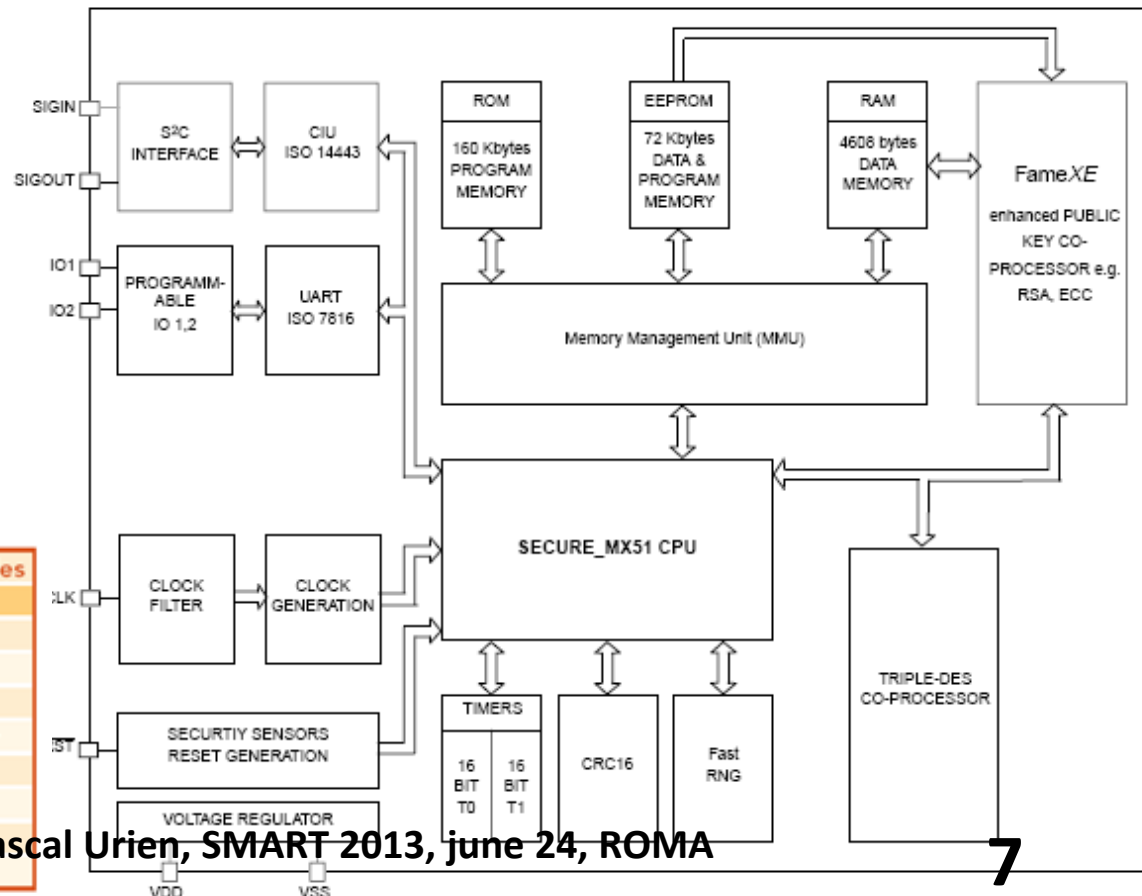 SIGIN
SIGOUT
S²C
INTERFACE
CIU
ISO 14443
IO1
IO2
PROGRAMM-
ABLE
IO 1,2
UART
ISO 7816
ROM
160 Kbytes
PROGRAM
MEMORY
EEPROM
72 Kbytes
DATA &
PROGRAM
MEMORY
RAM
4608 bytes
DATA
MEMORY
FameXE
enhanced PUBLIC
KEY CO-
PROCESSOR e.g.
RSA, ECC
Memory Management Unit (MMU)
SECURE_MX51 CPU
es
CLK
CLOCK
FILTER
CLOCK
GENERATION
ST
SECURTIY SENSORS
RESET GENERATION
VOLTAGE REGULATOR
TIMERS
16
BIT
T0
16
BIT
T1
CRC16
Fast
RNG
TRIPLE-DES
CO-PROCESSOR
ascal Urien, SMART 2013, june 24, ROMA
7
VDD
VSS